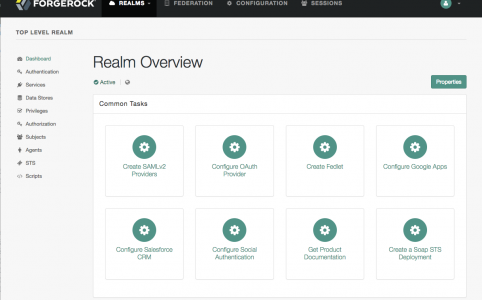 FORGEROCK
REALMS
FEDERATION
CONFIGURATION
SESSIONS
TOP LEVEL REALM
Dashboard
Authentication
Services
Data Stores
Privileges
Authorization
Subjects
Agents
STS
Scripts
Realm Overview
Active
Properties
Common Tasks
Create SAMLv2
Providers
Configure OAuth
Provider
Create Fedlet
Configure Google Apps
Configure Salesforce
CRM
Configure Social
Authentication
Get Product
Documentation
Create a Soap STS
Deployment